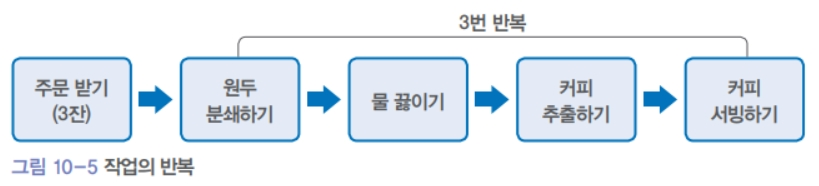 3번 반복
주문 받기
(3잔)
원두
분쇄하기
물 끓이기
커피
추출하기
커피
서빙하기
그림 10-5 작업의 반복